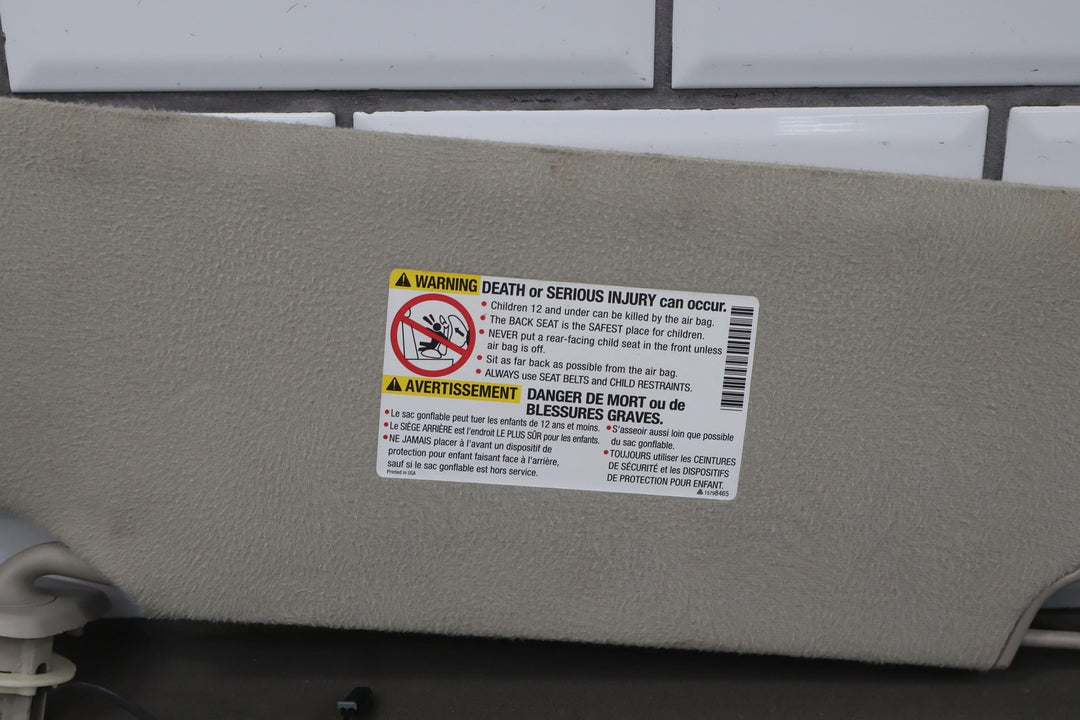 WARNING DEATH or SERIOUS INJURY can occur.
• Children 12 and under can be killed by the air bag.
• The BACK SEAT is the SAFEST place for children.
• NEVER put a rear-facing child seat in the front unless
air bag is off.
• Sit as far back as possible from the air bag.
• ALWAYS use SEAT BELTS and CHILD RESTRAINTS.
AVERTISSEMENT DANGER DE MORT ou de
BLESSURES GRAVES.
• Le sac gonflable peut tuer les enfants de 12 ans et moins.
• Le SIÈGE ARRIÈRE est l'endroit LE PLUS SÛR pour les enfants.
• NE JAMAIS placer à l'avant un dispositif de
protection pour enfant faisant face à l'arrière,
sauf si le sac gonflable est hors service.
• S'asseoir aussi loin que possible
du sac gonflable.
• TOUJOURS utiliser les CEINTURES
DE SÉCURITÉ et les DISPOSITIFS
DE PROTECTION POUR ENFANT.
Printed in USA
15798465